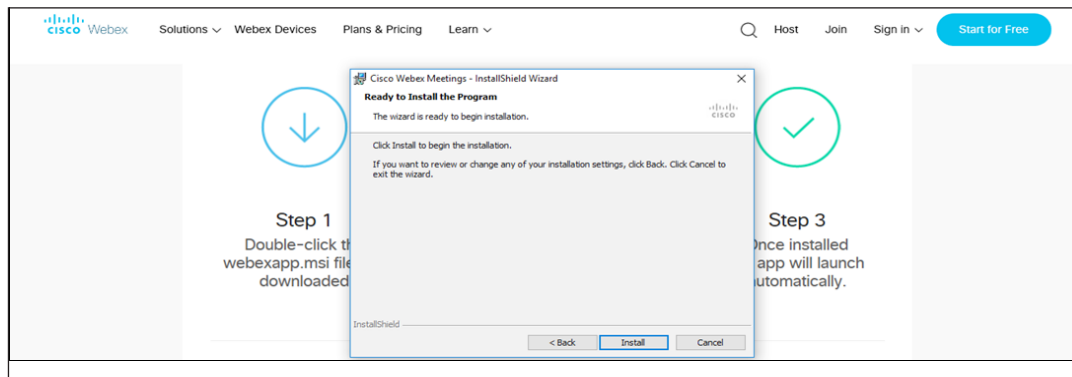 cisco Webex Solutions Webex Devices Plans & Pricing Learn Host Join Sign in Start for Free
Cisco Webex Meetings - InstallShield Wizard
Ready to Install the Program
The wizard is ready to begin installation.
CISCO
Click Install to begin the installation.
If you want to review or change any of your installation settings, click Back. Click Cancel to
exit the wizard.
InstallShield
< Back Install Cancel
Step 1
Double-click
webexapp.msi
downloaded
Step 3
installed
app will launch